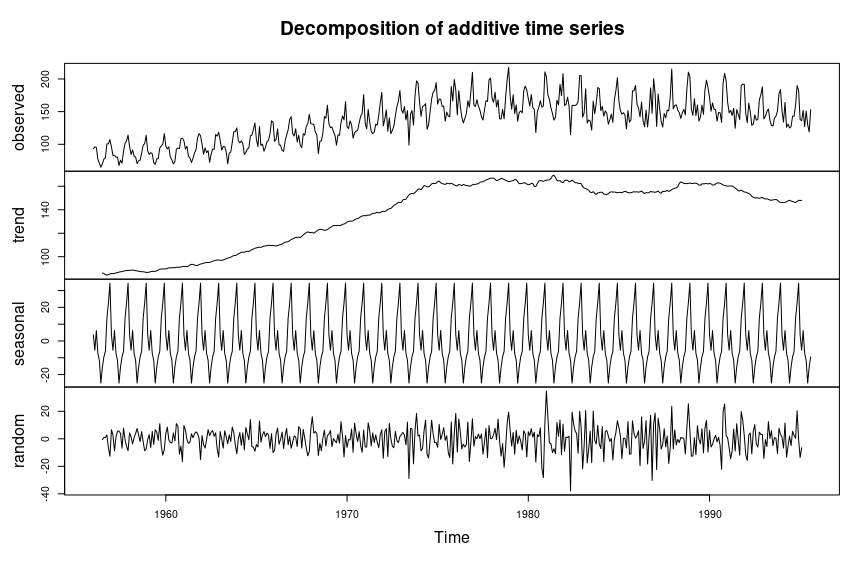 Decomposition of additive time series
observed
100 150 200
trend
100 140
seasonal
-20 0 20
random
-40 -20 0 20
1960 1970 1980 1990
Time